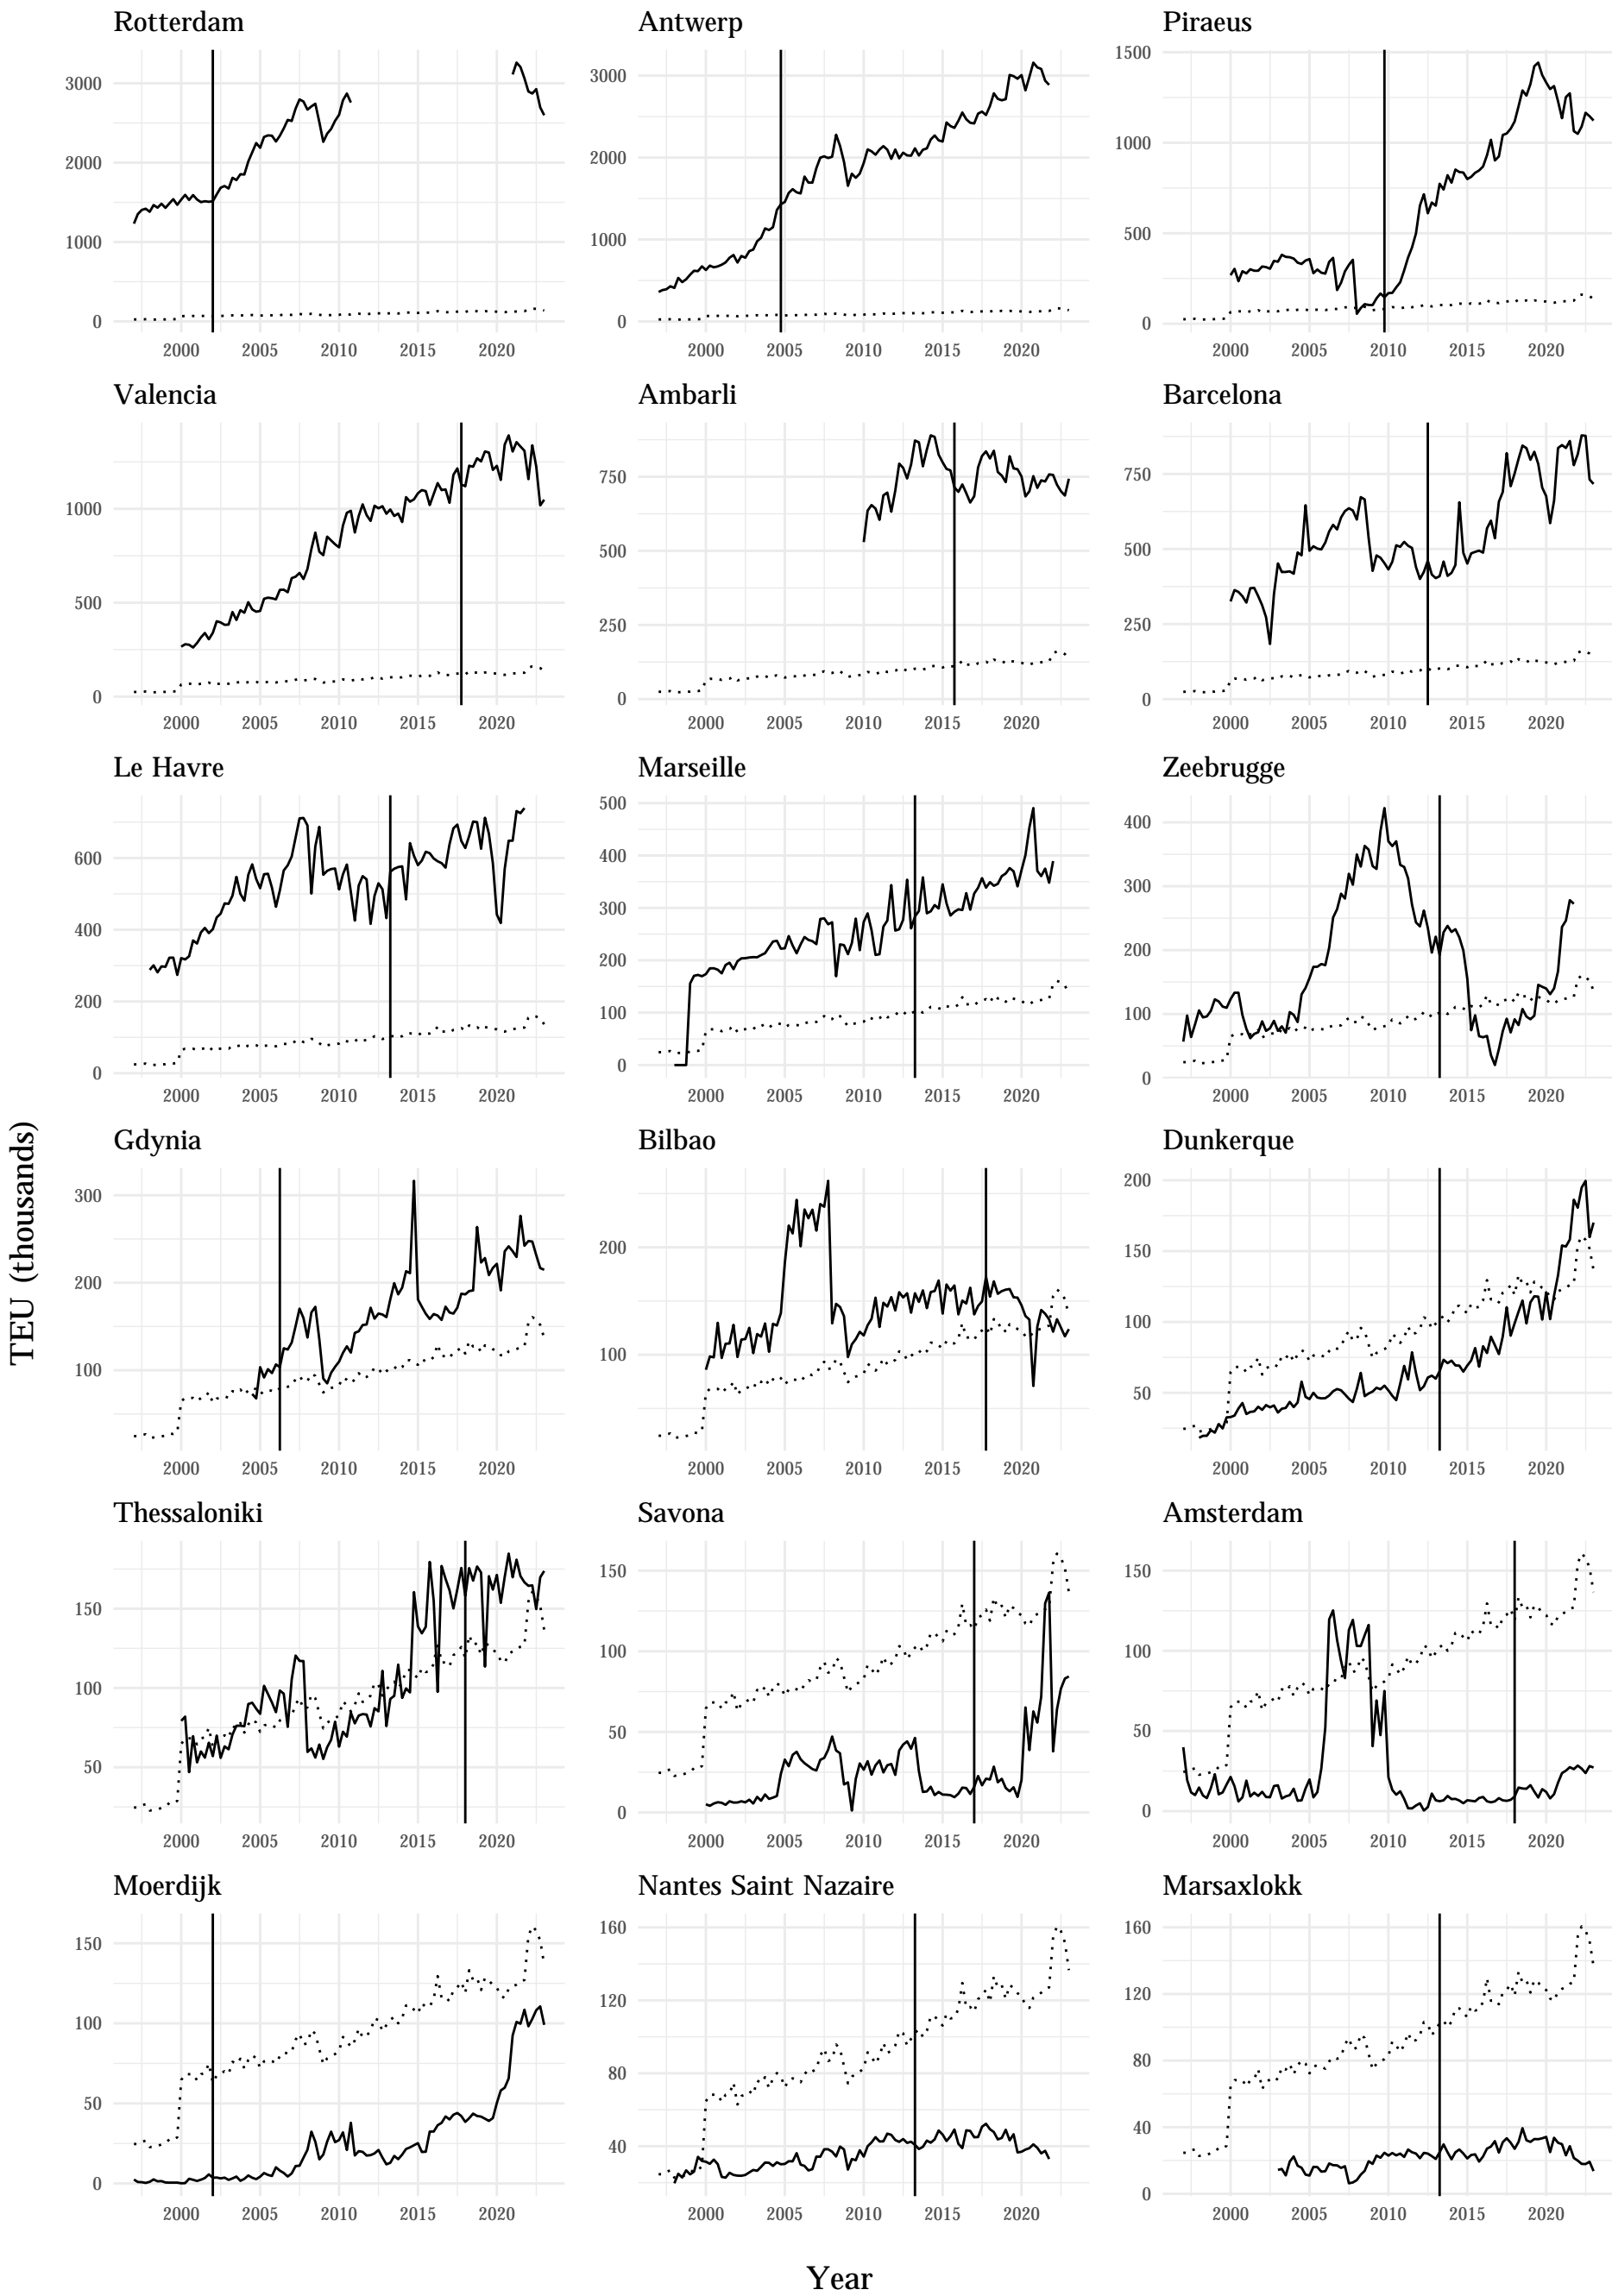 Rotterdam
Antwerp
Piraeus
3000
2000
1000
0
2000 2005 2010 2015 2020
3000
2000
1000
0
2000 2005 2010 2015 2020
1500
1000
500
0
2000 2005 2010 2015 2020
Valencia
Ambarli
Barcelona
1000
500
0
2000 2005 2010 2015 2020
750
500
250
0
2000 2005 2010 2015 2020
750
500
250
0
2000 2005 2010 2015 2020
Le Havre
Marseille
Zeebrugge
600
400
200
0
2000 2005 2010 2015 2020
500
400
300
200
100
0
2000 2005 2010 2015 2020
400
300
200
100
0
2000 2005 2010 2015 2020
Gdynia
Bilbao
Dunkerque
300
200
100
2000 2005 2010 2015 2020
200
100
2000 2005 2010 2015 2020
200
150
100
50
2000 2005 2010 2015 2020
Thessaloniki
Savona
Amsterdam
150
100
50
2000 2005 2010 2015 2020
150
100
50
0
2000 2005 2010 2015 2020
150
100
50
0
2000 2005 2010 2015 2020
Moerdijk
Nantes Saint Nazaire
Marsaxlokk
150
100
50
0
2000 2005 2010 2015 2020
160
120
80
40
2000 2005 2010 2015 2020
160
120
80
40
0
2000 2005 2010 2015 2020
TEU (thousands)
Year